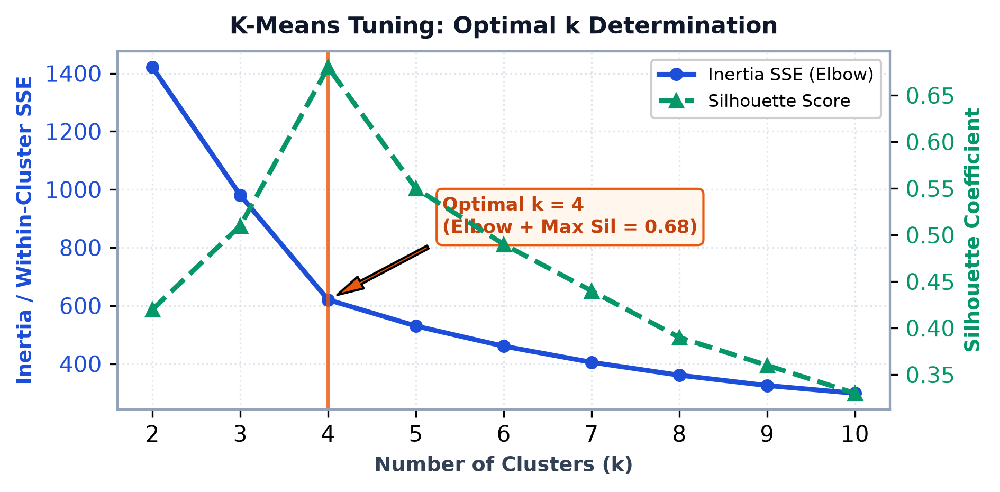 K-Means Tuning: Optimal k Determination
Inertia / Within-Cluster SSE
1400
1200
1000
800
600
400
Inertia SSE (Elbow)
Silhouette Score
Optimal k = 4
(Elbow + Max Sil = 0.68)
0.65
0.60
0.55
0.50
0.45
0.40
0.35
Silhouette Coefficient
2 3 4 5 6 7 8 9 10
Number of Clusters (k)